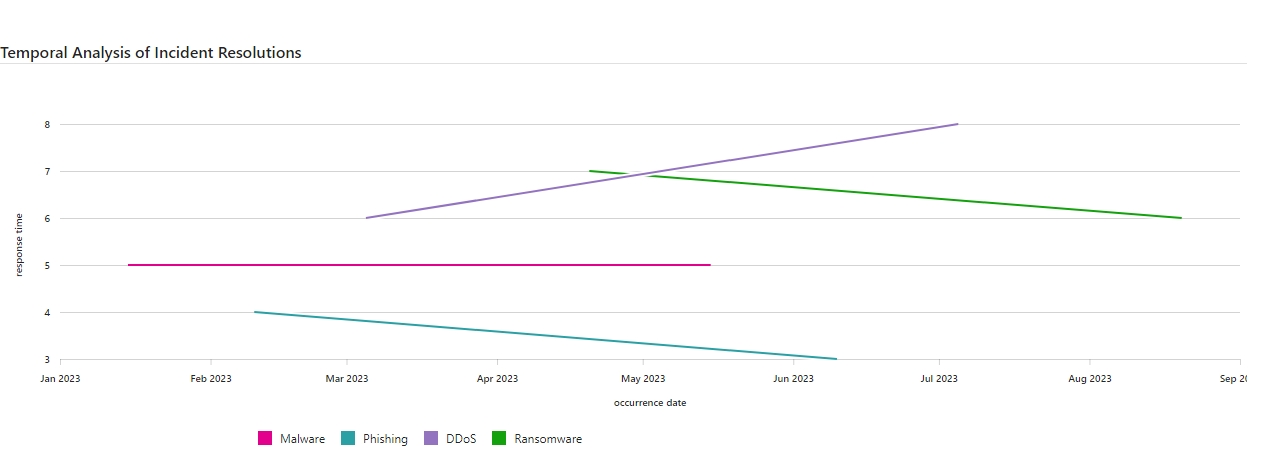 Temporal Analysis of Incident Resolutions
8
7
6
5
4
3
response time
Jan 2023 Feb 2023 Mar 2023 Apr 2023 May 2023 Jun 2023 Jul 2023 Aug 2023 Sep
occurrence date
Malware Phishing DDoS Ransomware